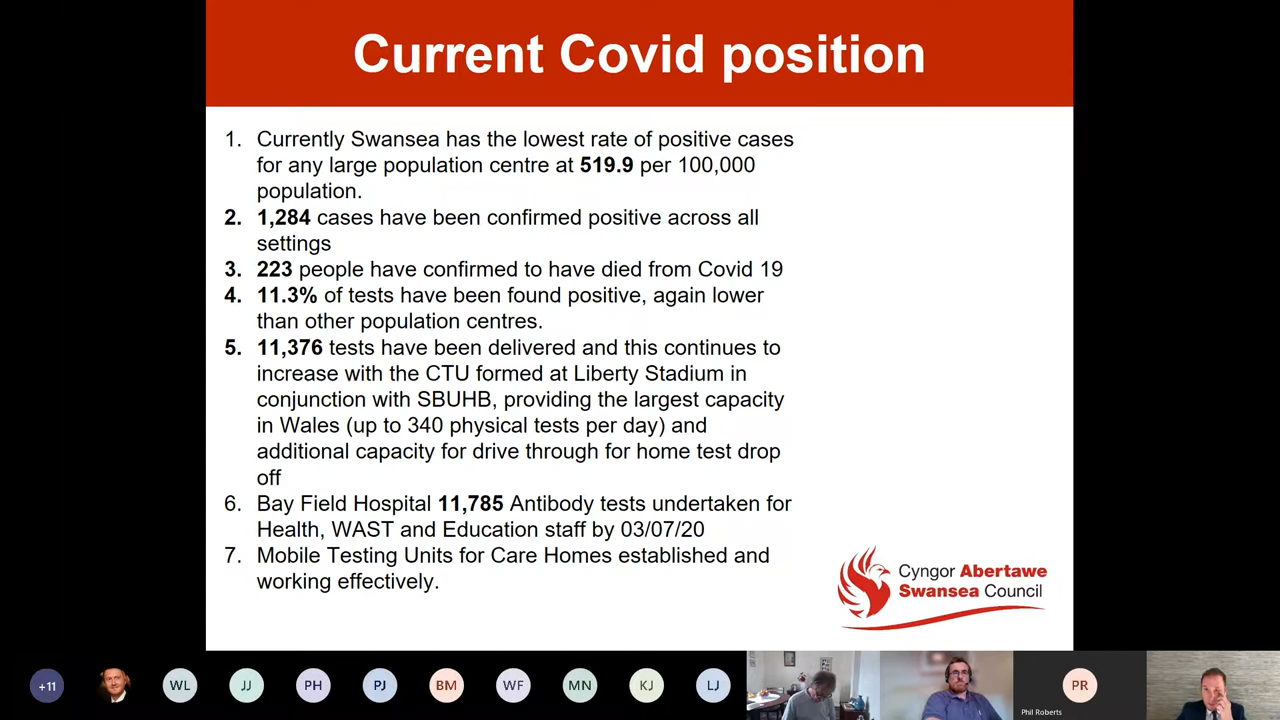 Current Covid position
1. Currently Swansea has the lowest rate of positive cases
for any large population centre at 519.9 per 100,000
population.
2. 1,284 cases have been confirmed positive across all
settings
3. 223 people have confirmed to have died from Covid 19
4. 11.3% of tests have been found positive, again lower
than other population centres.
5. 11,376 tests have been delivered and this continues to
increase with the CTU formed at Liberty Stadium in
conjunction with SBUHB, providing the largest capacity
in Wales (up to 340 physical tests per day) and
additional capacity for drive through for home test drop
off
6. Bay Field Hospital 11,785 Antibody tests undertaken for
Health, WAST and Education staff by 03/07/20
7. Mobile Testing Units for Care Homes established and
working effectively.
Cyngor Abertawe
Swansea Council
+11
WL
JJ
PH
PJ
BM
WF
MN
KJ
LJ
PR
Phil Roberts